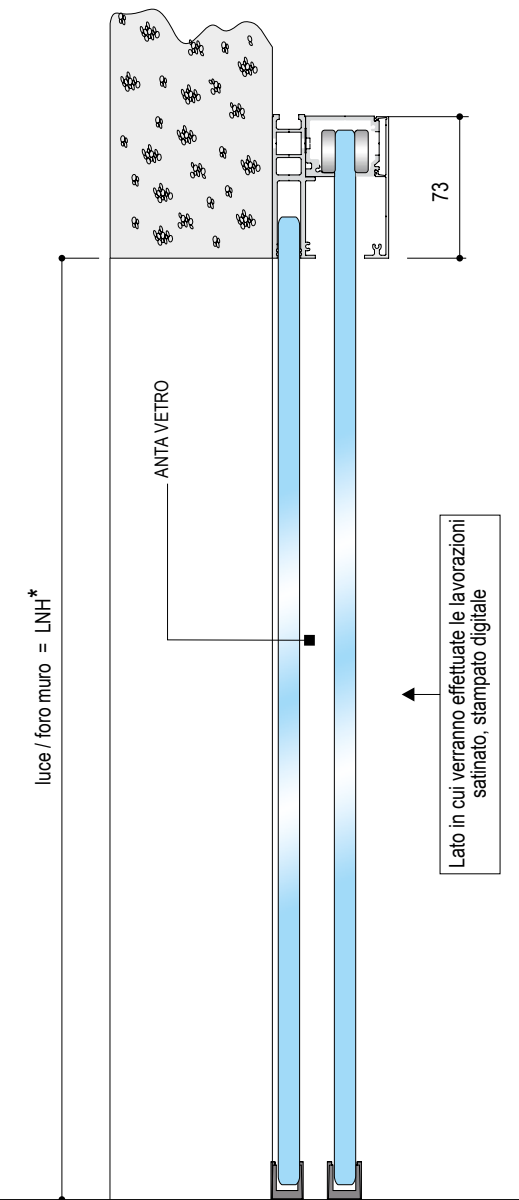 73
ANTA VETRO
luce / foro muro = LNH*
Lato in cui verranno effettuate le lavorazioni
satinato, stampato digitale